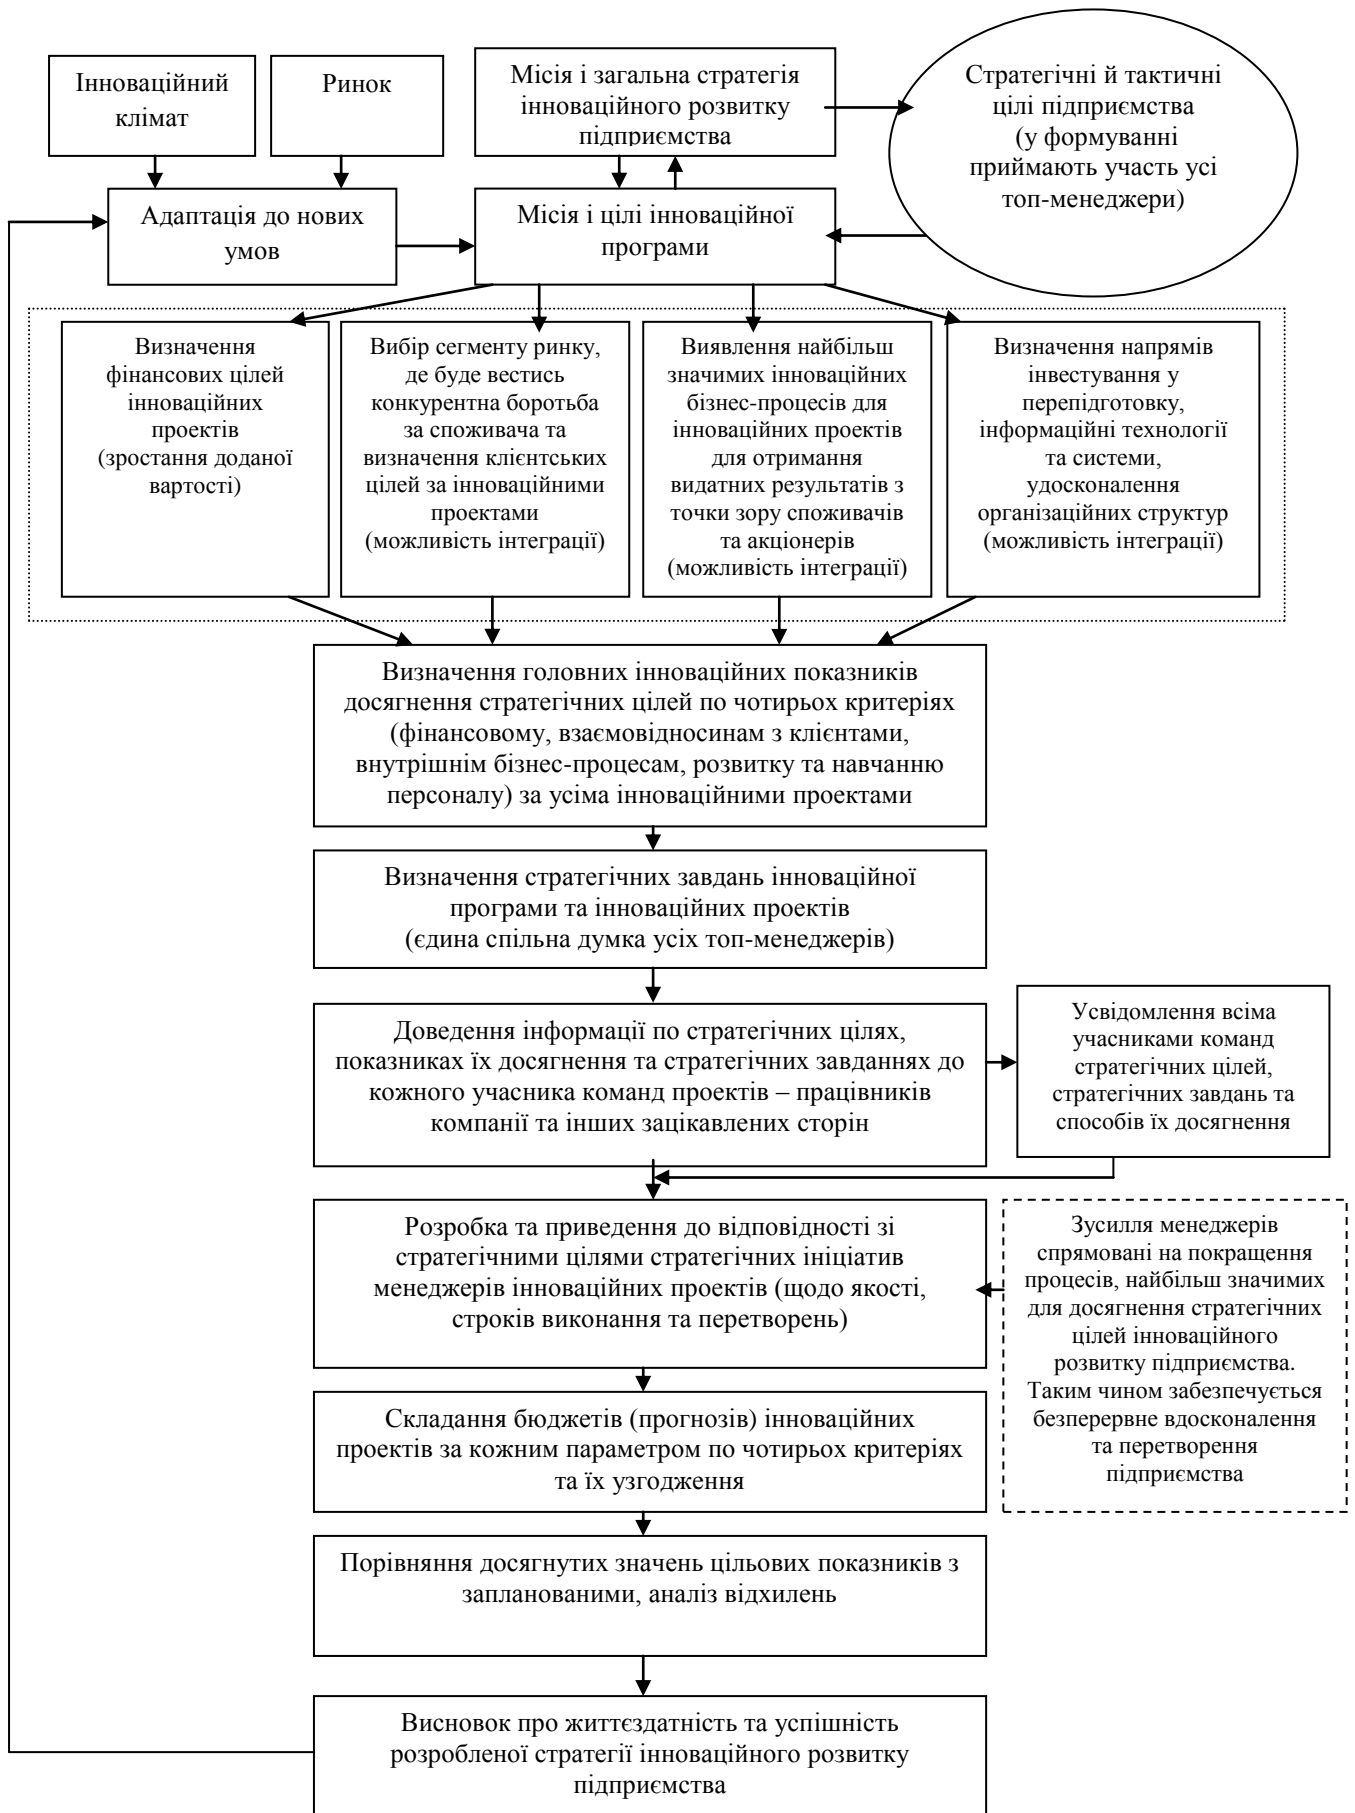 Інноваційний
клімат
Ринок
Місія і загальна стратегія
інноваційного розвитку
підприємства
Стратегічні й тактичні
цілі підприємства
(у формуванні
приймають участь усі
топ-менеджери)
Адаптація до нових
умов
Місія і цілі інноваційної
програми
Визначення
фінансових цілей
інноваційних
проектів
(зростання доданої
вартості)
Вибір сегменту ринку,
де буде вестись
конкурентна боротьба
за споживача та
визначення клієнтських
цілей за інноваційними
проектами
(можливість інтеграції)
Виявлення найбільш
значимих інноваційних
бізнес-процесів для
інноваційних проектів
для отримання
видатних результатів з
точки зору споживачів
та акціонерів
(можливість інтеграції)
Визначення напрямів
інвестування у
перепідготовку,
інформаційні технології
та системи,
удосконалення
організаційних структур
(можливість інтеграції)
Визначення головних інноваційних показників
досягнення стратегічних цілей по чотирьох критеріях
(фінансовому, взаємовідносинам з клієнтами,
внутрішнім бізнес-процесам, розвитку та навчанню
персоналу) за усіма інноваційними проектами
Визначення стратегічних завдань інноваційної
програми та інноваційних проектів
(єдина спільна думка усіх топ-менеджерів)
Доведення інформації по стратегічних цілях,
показниках їх досягнення та стратегічних завданнях до
кожного учасника команд проектів – працівників
компанії та інших зацікавлених сторін
Усвідомлення всіма
учасниками команд
стратегічних цілей,
стратегічних завдань та
способів їх досягнення
Розробка та приведення до відповідності зі
стратегічними цілями стратегічних ініціатив
менеджерів інноваційних проектів (щодо якості,
строків виконання та перетворень)
Зусилля менеджерів
спрямовані на покращення
процесів, найбільш значимих
для досягнення стратегічних
цілей інноваційного
розвитку підприємства.
Таким чином забезпечується
безперервне вдосконалення
та перетворення
підприємства
Складання бюджетів (прогнозів) інноваційних
проектів за кожним параметром по чотирьох критеріях
та їх узгодження
Порівняння досягнутих значень цільових показників з
запланованими, аналіз відхилень
Висновок про життєздатність та успішність
розробленої стратегії інноваційного розвитку
підприємства